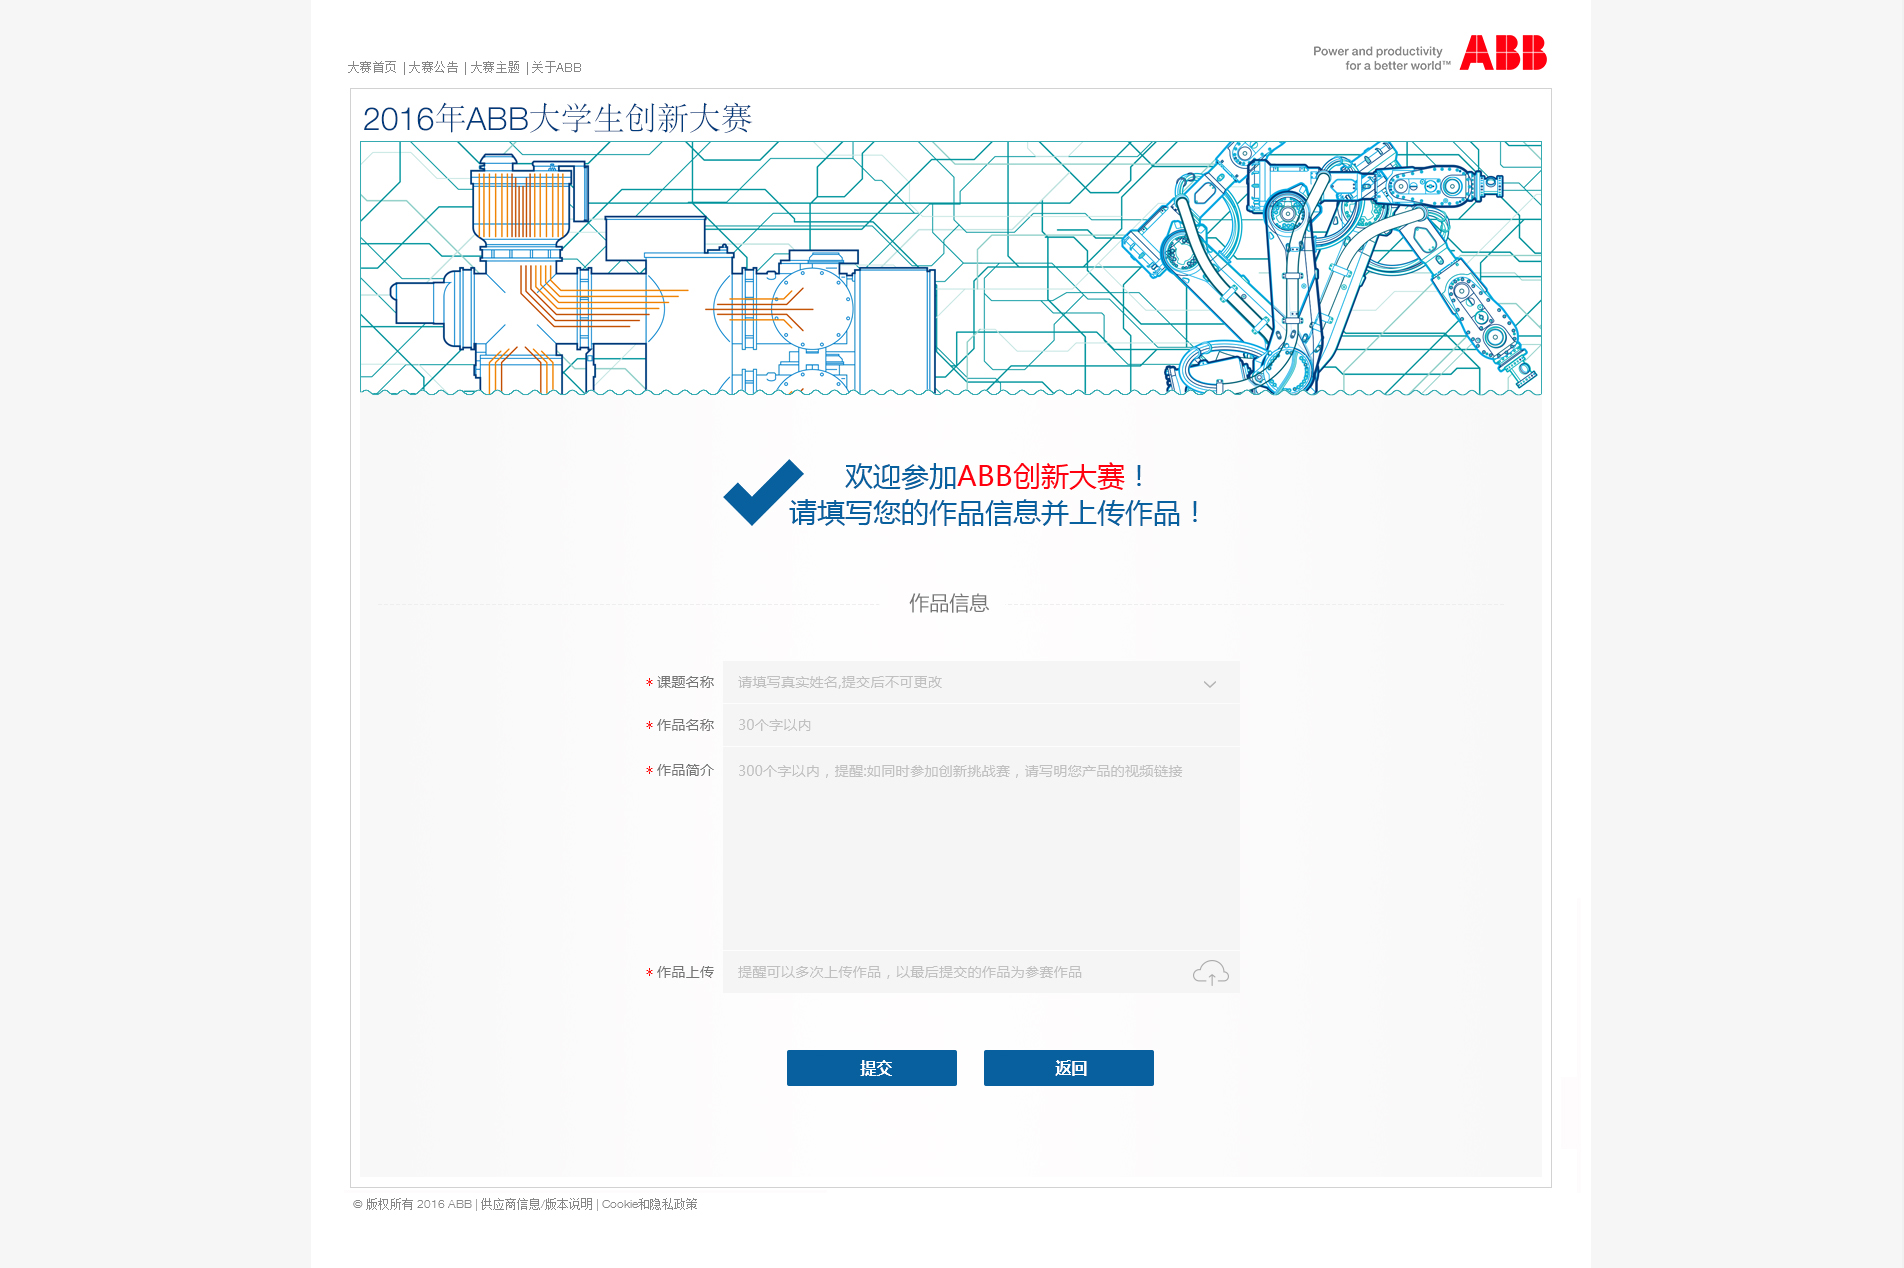 大赛首页 | 大赛公告 | 大赛主题 | 关于ABB
Power and productivity
for a better world™
ABB
2016年ABB大学生创新大赛
欢迎参加ABB创新大赛！
请填写您的作品信息并上传作品！
作品信息
* 课题名称 请填写真实姓名,提交后不可更改
* 作品名称 30个字以内
* 作品简介 300个字以内，提醒:如同时参加创新挑战赛，请写明您产品的视频链接
* 作品上传 提醒可以多次上传作品，以最后提交的作品为参赛作品
提交 返回
© 版权所有 2016 ABB | 供应商信息/版本说明 | Cookie和隐私政策